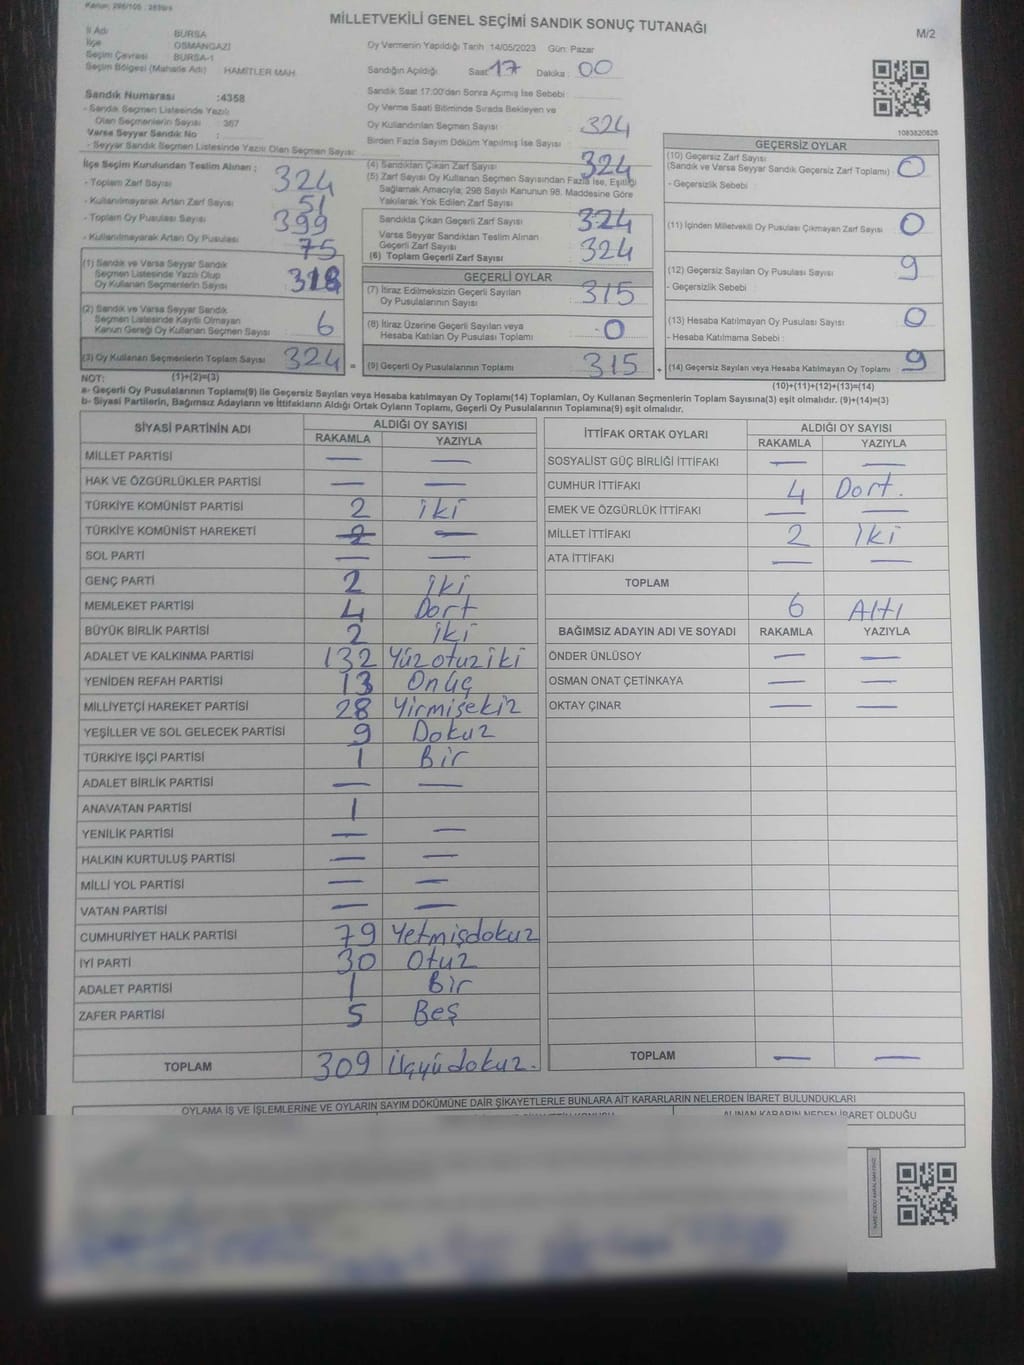 MİLLETVEKİLİ GENEL SEÇİMİ SANDIK SONUÇ TUTANAĞI
M/2
İl Adı BURSA
İlçe OSMANGAZİ
Seçim Çevresi BURSA-1
Seçim Bölgesi (Mahalle Adı) HAMİTLER MAH.
Oy Vermenin Yapıldığı Tarih 14/05/2023 Gün: Pazar
Sandığın Açıldığı Saat 17 Dakika : 00
Sandık Numarası :4358
- Sandık Seçmen Listesinde Yazılı
Olan Seçmenlerin Sayısı : 367
Varsa Seyyar Sandık No :
- Seyyar Sandık Seçmen Listesinde Yazılı Olan Seçmen Sayısı:
Sandık Saat 17:00'den Sonra Açımış İse Sebebi :
Oy Verme Saati Bitiminde Sırada Bekleyen ve
Oy Kullandırılan Seçmen Sayısı : 324
Birden Fazla Sayım Döküm Yapılmış İse Sayısı :
1083820826
İlçe Seçim Kurulundan Teslim Alınan ;
- Toplam Zarf Sayısı : 324
- Kullanılmayarak Artan Zarf Sayısı : 51
- Toplam Oy Pusulası Sayısı : 399
- Kullanılmayarak Artan Oy Pusulası : 75
(1) Sandık ve Varsa Seyyar Sandık
Seçmen Listesinde Yazılı Olup
Oy Kullanan Seçmenlerin Sayısı : 318
(2) Sandık ve Varsa Seyyar Sandık
Seçmen Listesinde Kayıtlı Olmayan
Kanun Gereği Oy Kullanan Seçmen Sayısı : 6
(3) Oy Kullanan Seçmenlerin Toplam Sayısı 324
(4) Sandıktan Çıkan Zarf Sayısı : 324
(5) Zarf Sayısı Oy Kullanan Seçmen Sayısından Fazla İse, Eşitliği
Sağlamak Amacıyla; 298 Sayılı Kanunun 98. Maddesine Göre
Yakılarak Yok Edilen Zarf Sayısı
Sandıkta Çıkan Geçerli Zarf Sayısı : 324
Varsa Seyyar Sandıktan Teslim Alınan
Geçerli Zarf Sayısı
(6) Toplam Geçerli Zarf Sayısı : 324
GEÇERLİ OYLAR
(7) İtiraz Edilmeksizin Geçerli Sayılan
Oy Pusulalarının Sayısı : 315
(8) İtiraz Üzerine Geçerli Sayılan veya
Hesaba Katılan Oy Pusulası Toplamı : 0
= (9) Geçerli Oy Pusulalarının Toplamı 315 +
GEÇERSİZ OYLAR
(10) Geçersiz Zarf Sayısı
(Sandık ve Varsa Seyyar Sandık Geçersiz Zarf Toplamı) : 0
- Geçersizlik Sebebi :
(11) İçinden Milletvekili Oy Pusulası Çıkmayan Zarf Sayısı : 0
(12) Geçersiz Sayılan Oy Pusulası Sayısı : 9
- Geçersizlik Sebebi :
(13) Hesaba Katılmayan Oy Pusulası Sayısı : 0
- Hesaba Katılmama Sebebi :
(14) Geçersiz Sayılan veya Hesaba Katılmayan Oy Toplamı : 9
NOT: (1)+(2)=(3)
(10)+(11)+(12)+(13)=(14)
a- Geçerli Oy Pusulalarının Toplamı(9) ile Geçersiz Sayılan veya Hesaba katılmayan Oy Toplamı(14) Toplamları, Oy Kullanan Seçmenlerin Toplam Sayısına(3) eşit olmalıdır. (9)+(14)=(3)
b- Siyasi Partilerin, Bağımsız Adayların ve İttifakların Aldığı Ortak Oyların Toplamı, Geçerli Oy Pusulalarının Toplamına(9) eşit olmalıdır.
SİYASİ PARTİNİN ADI ALDIĞI OY SAYISI
RAKAMLA YAZIYLA
MİLLET PARTİSİ — —
HAK VE ÖZGÜRLÜKLER PARTİSİ — —
TÜRKİYE KOMÜNİST PARTİSİ 2 iki
TÜRKİYE KOMÜNİST HAREKETİ 2 —
SOL PARTİ — —
GENÇ PARTİ 2 iki
MEMLEKET PARTİSİ 4 Dort
BÜYÜK BİRLİK PARTİSİ 2 iki
ADALET VE KALKINMA PARTİSİ 132 Yüzotuziki
YENİDEN REFAH PARTİSİ 13 Onüç
MİLLİYETÇİ HAREKET PARTİSİ 28 Yirmisekiz
YEŞİLLER VE SOL GELECEK PARTİSİ 9 Dokuz
TÜRKİYE İŞÇİ PARTİSİ 1 Bir
ADALET BİRLİK PARTİSİ — —
ANAVATAN PARTİSİ 1
YENİLİK PARTİSİ — —
HALKIN KURTULUŞ PARTİSİ — —
MİLLİ YOL PARTİSİ — —
VATAN PARTİSİ — —
CUMHURİYET HALK PARTİSİ 79 Yetmişdokuz
İYİ PARTİ 30 Otuz
ADALET PARTİSİ 1 Bir
ZAFER PARTİSİ 5 Beş
TOPLAM 309 Üçyüdokuz.
İTTİFAK ORTAK OYLARI ALDIĞI OY SAYISI
RAKAMLA YAZIYLA
SOSYALİST GÜÇ BİRLİĞİ İTTİFAKI — —
CUMHUR İTTİFAKI 4 Dort.
EMEK VE ÖZGÜRLÜK İTTİFAKI — —
MİLLET İTTİFAKI 2 İki
ATA İTTİFAKI — —
TOPLAM
6 Altı
BAĞIMSIZ ADAYIN ADI VE SOYADI RAKAMLA YAZIYLA
ÖNDER ÜNLÜSOY — —
OSMAN ONAT ÇETİNKAYA — —
OKTAY ÇINAR — —
TOPLAM — —
OYLAMA İŞ VE İŞLEMLERİNE VE OYLARIN SAYIM DÖKÜMÜNE DAİR ŞİKAYETLERLE BUNLARA AİT KARARLARIN NELERDEN İBARET BULUNDUKLARI
ALINAN KARARIN NEDEN İBARET OLDUĞU